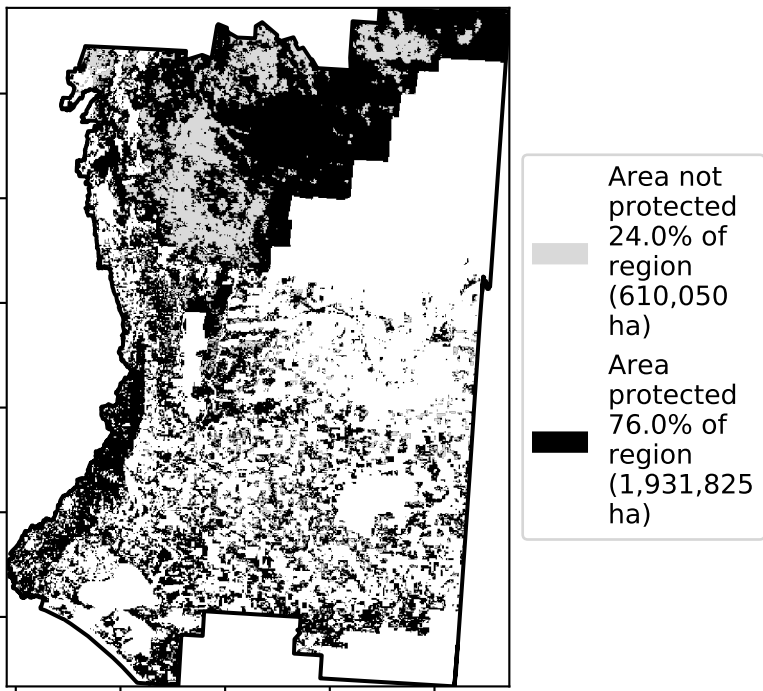 Area not
protected
24.0% of
region
(610,050
ha)
Area
protected
76.0% of
region
(1,931,825
ha)